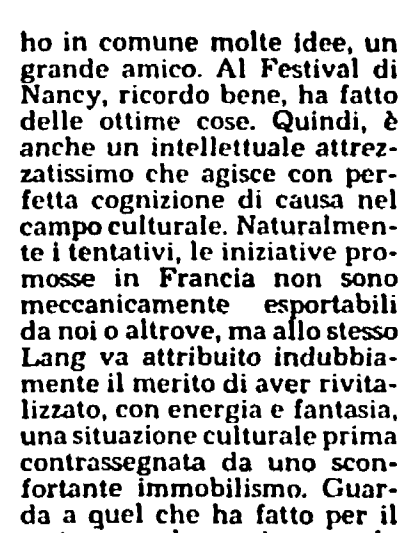 ho in comune molte idee, un
grande amico. Al Festival di
Nancy, ricordo bene, ha fatto
delle ottime cose. Quindi, è
anche un intellettuale attrez-
zatissimo che agisce con per-
fetta cognizione di causa nel
campo culturale. Naturalmen-
te i tentativi, le iniziative pro-
mosse in Francia non sono
meccanicamente esportabili
da noi o altrove, ma allo stesso
Lang va attribuito indubbia-
mente il merito di aver rivita-
lizzato, con energia e fantasia,
una situazione culturale prima
contrassegnata da uno scon-
fortante immobilismo. Guar-
da a quel che ha fatto per il